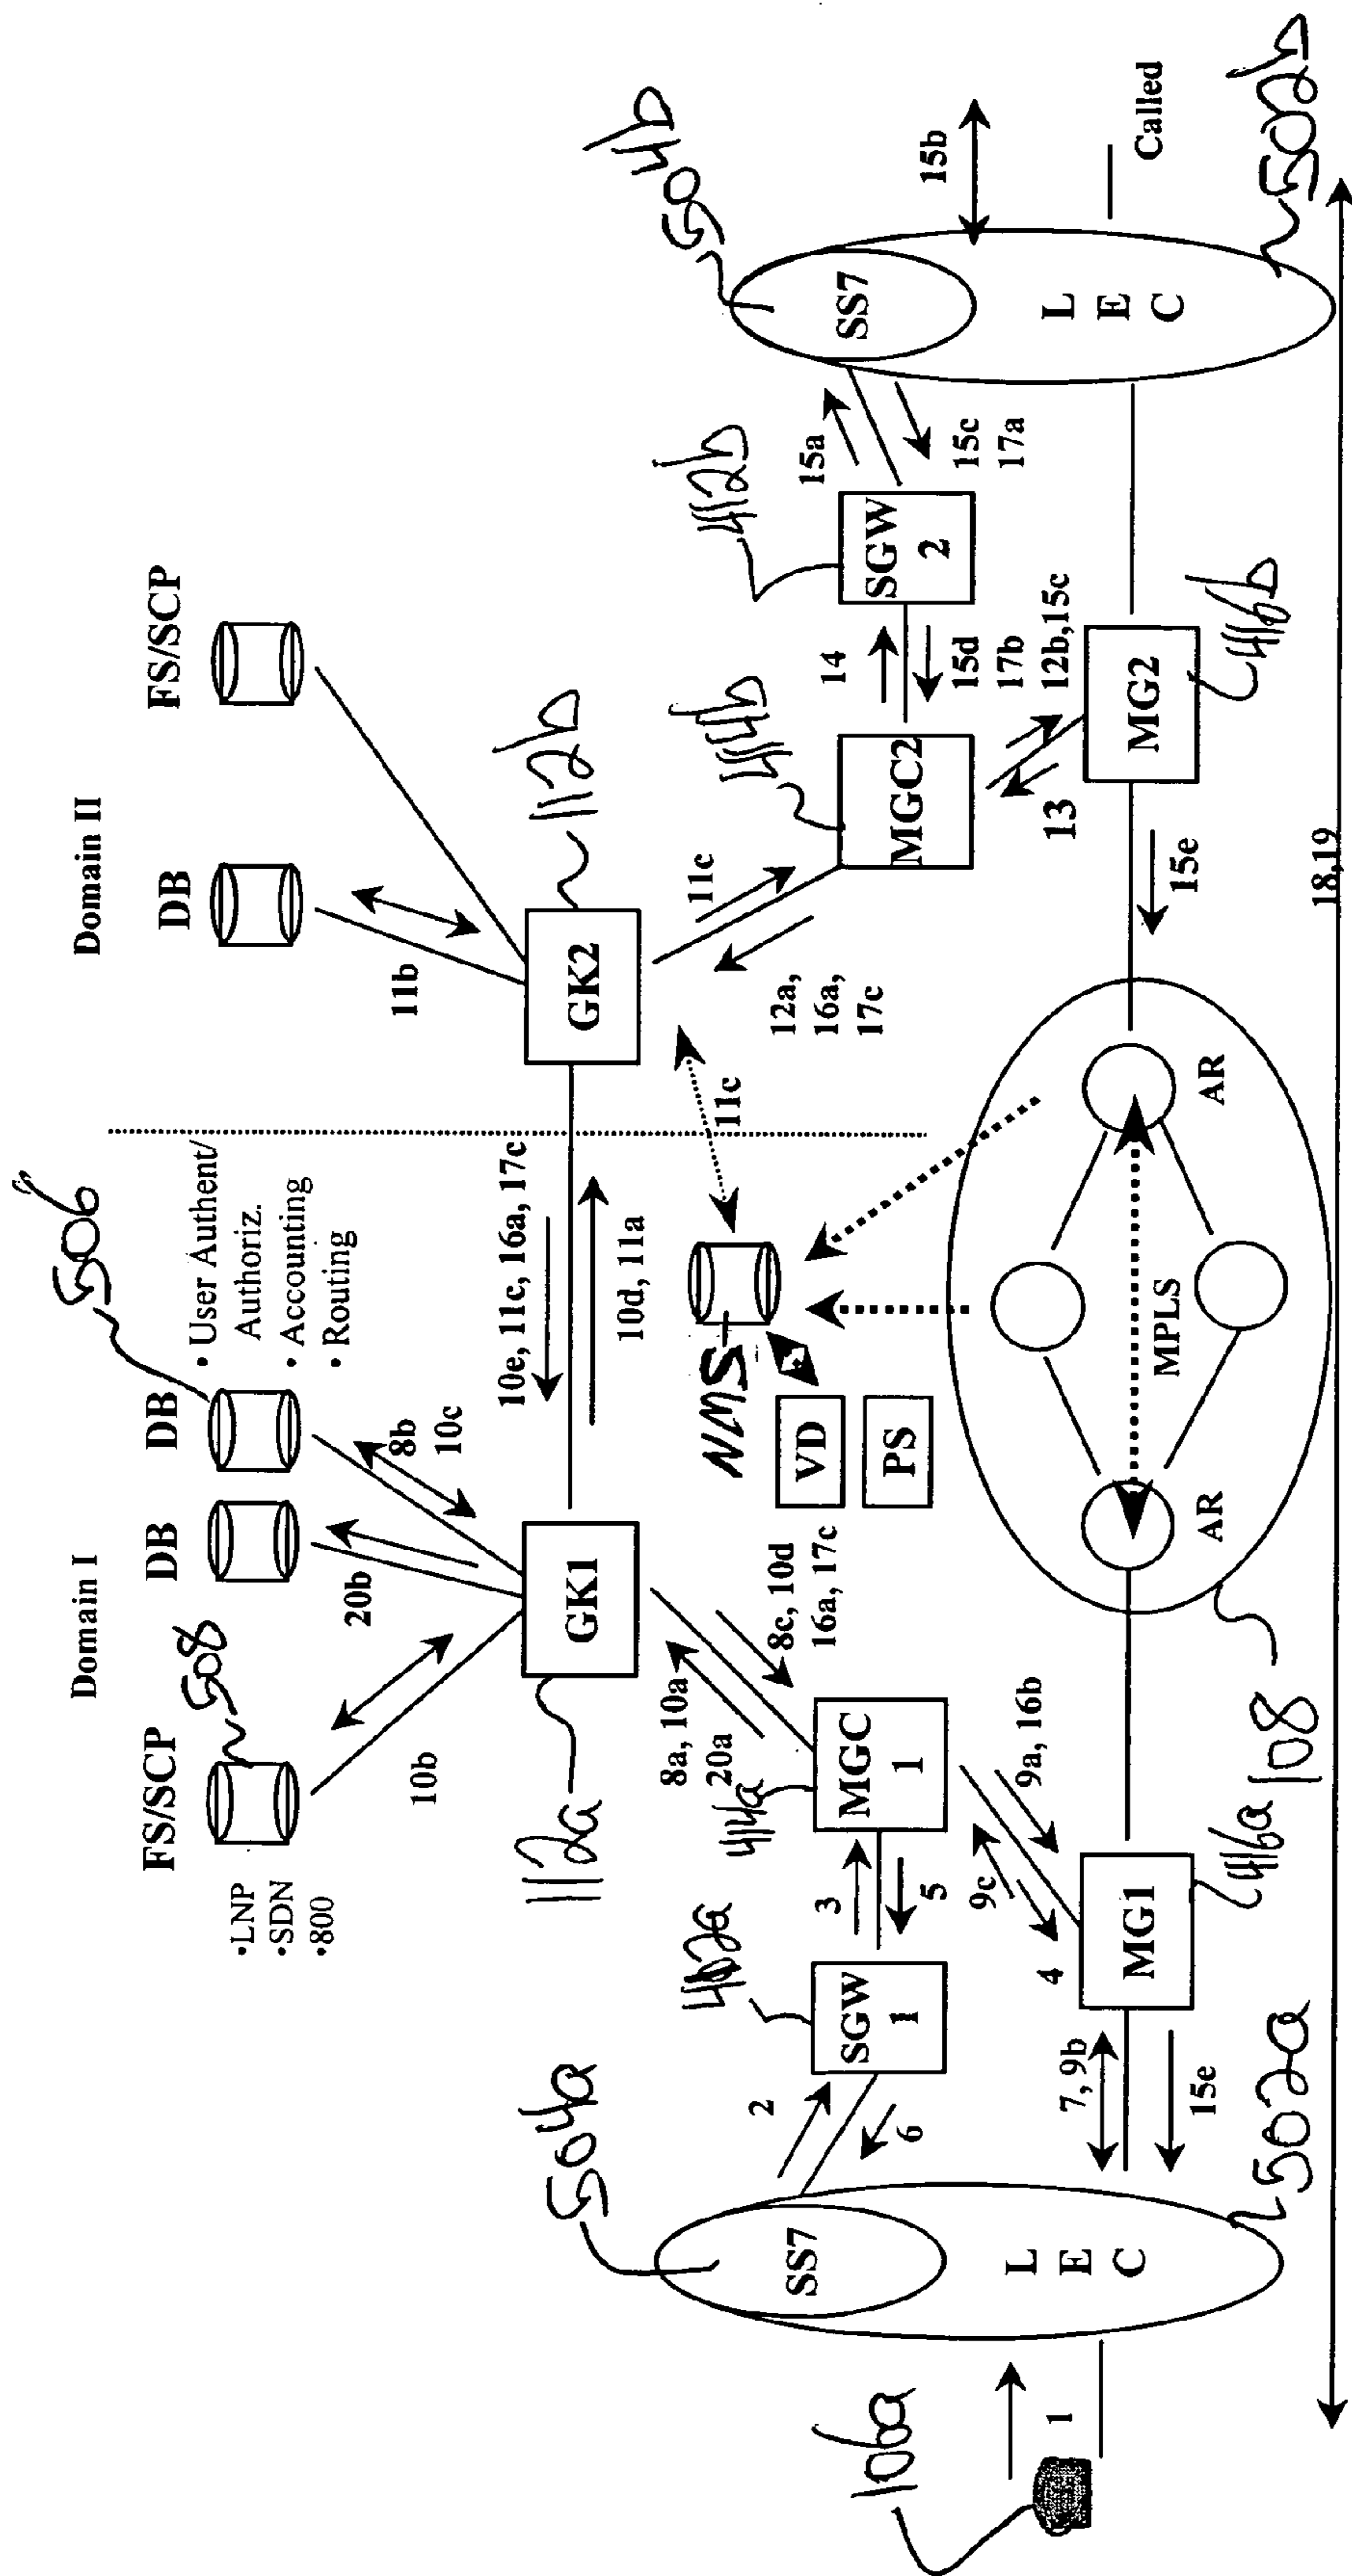 Domain I
Domain II
FS/SCP
DB
DB
DB
FS/SCP
508
506
•LNP
•SDN
•800
• User Authent/
Authoriz.
• Accounting
• Routing
10b
20b
8b
10c
11b
GK1
GK2
112a
112b
10e, 11c, 16a, 17c
10d, 11a
504a
504b
402a
414a
414b
412b
8a, 10a
20a
8c, 10d
16a, 17c
NMS
VD
PS
11c
11c
12a,
16a,
17c
106a
1
SS7
L
E
C
2
6
SGW
1
3
5
MGC
1
MGC2
14
15d
17b
SGW
2
15a
15c
17a
SS7
L
E
C
15b
Called
4
9c
9a, 16b
7, 9b
15e
MG1
416a
AR
MPLS
AR
108
13
12b,15c
15e
MG2
416b
502a
502b
18,19